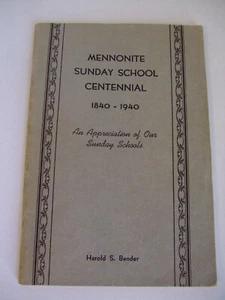 MENNONITE
SUNDAY SCHOOL
CENTENNIAL
1840 - 1940
An Appreciation of Our
Sunday Schools
Harold S. Bender